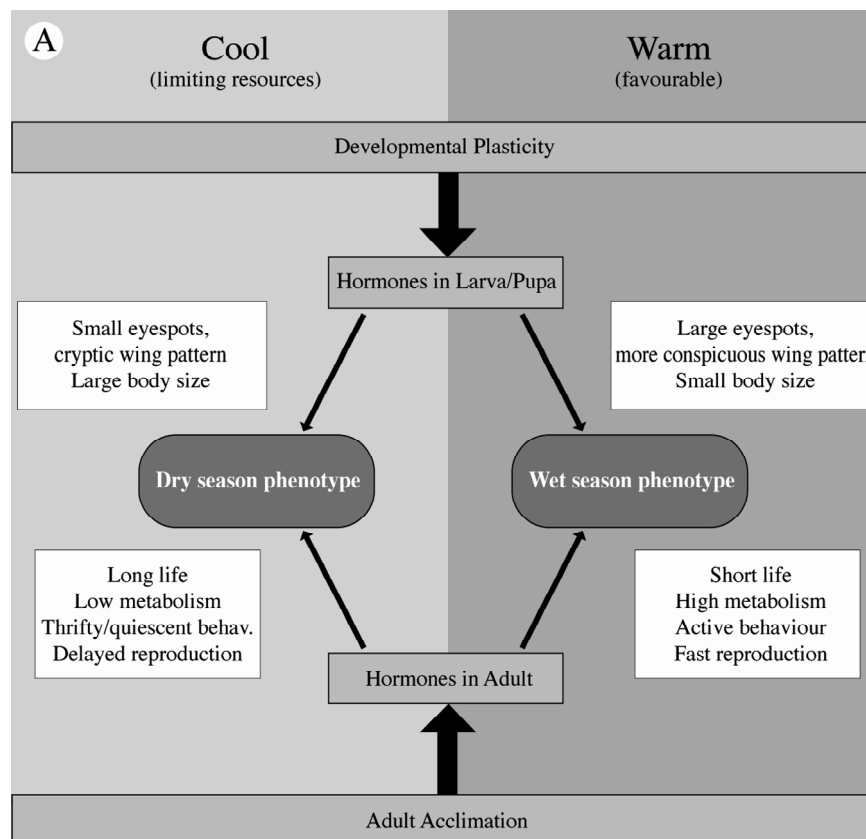 A
Cool
(limiting resources)
Warm
(favourable)
Developmental Plasticity
Hormones in Larva/Pupa
Small eyespots,
cryptic wing pattern
Large body size
Large eyespots,
more conspicuous wing pattern
Small body size
Dry season phenotype
Wet season phenotype
Long life
Low metabolism
Thrifty/quiescent behav.
Delayed reproduction
Short life
High metabolism
Active behaviour
Fast reproduction
Hormones in Adult
Adult Acclimation